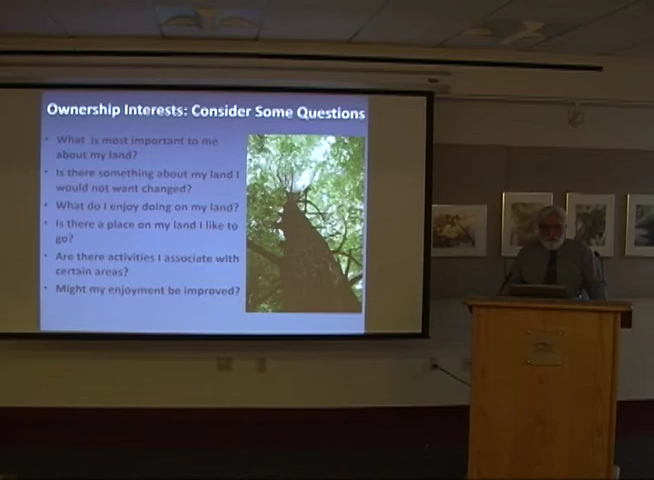 Ownership Interests: Consider Some Questions
• What is most important to me
about my land?
• Is there something about my land I
would not want changed?
• What do I enjoy doing on my land?
• Is there a place on my land I like to
go?
• Are there activities I associate with
certain areas?
• Might my enjoyment be improved?